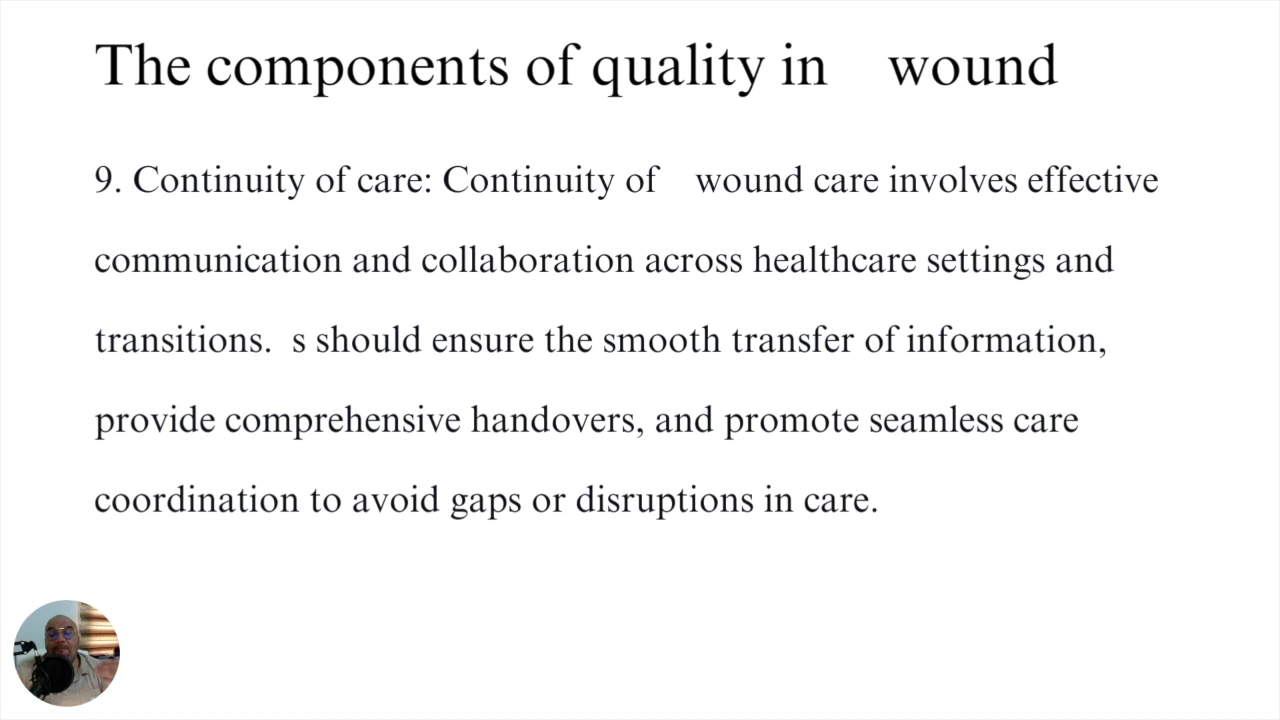 The components of quality in wound
9. Continuity of care: Continuity of wound care involves effective
communication and collaboration across healthcare settings and
transitions. s should ensure the smooth transfer of information,
provide comprehensive handovers, and promote seamless care
coordination to avoid gaps or disruptions in care.